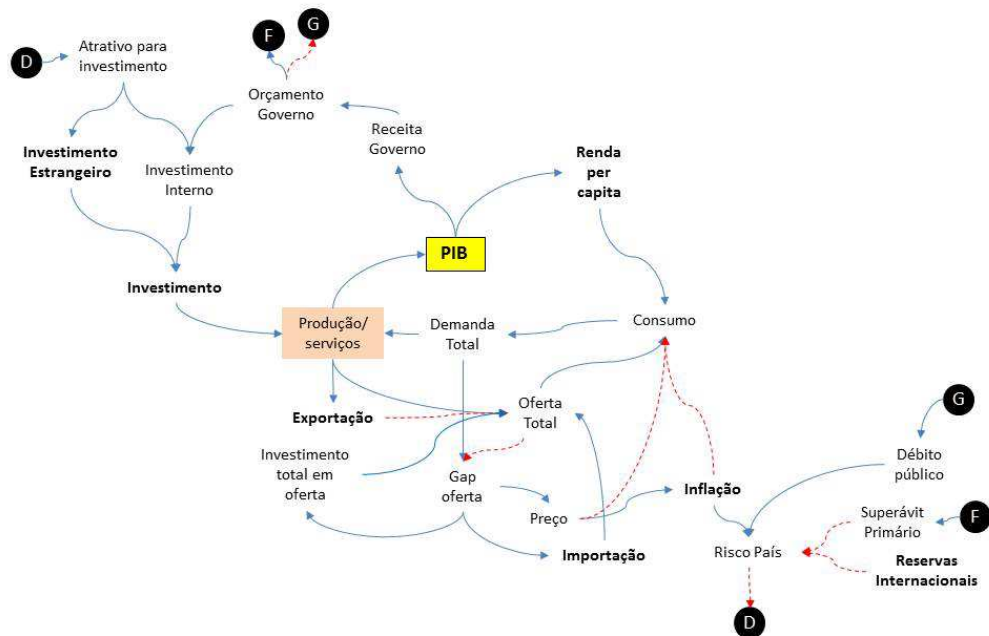 F
G
D
Atrativo para
investimento
Orçamento
Governo
Receita
Governo
Investimento
Estrangeiro
Investimento
Interno
Renda
per
capita
PIB
Investimento
Produção/
serviços
Demanda
Total
Consumo
Exportação
Oferta
Total
G
Investimento
total em
oferta
Gap
oferta
Débito
público
Inflação
Preço
Superávit
Primário
F
Importação
Risco País
Reservas
Internacionais
D